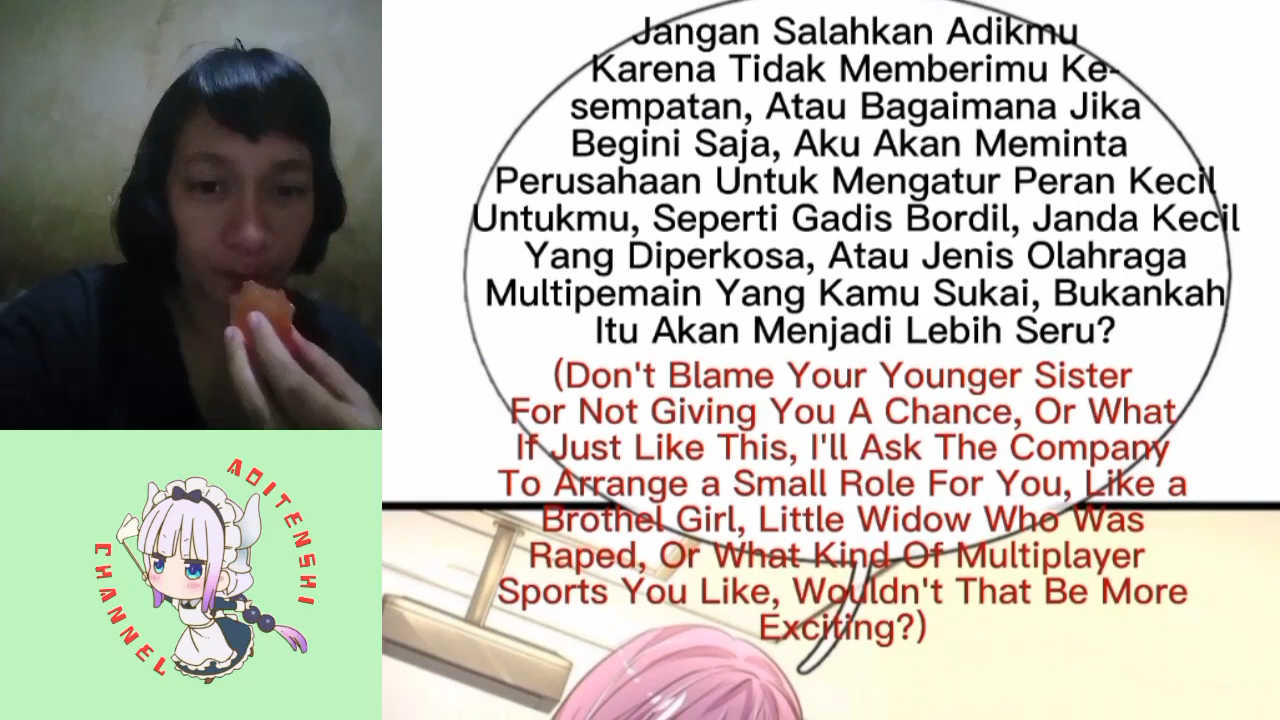 Jangan Salahkan Adikmu
Karena Tidak Memberimu Ke-
sempatan, Atau Bagaimana Jika
Begini Saja, Aku Akan Meminta
Perusahaan Untuk Mengatur Peran Kecil
Untukmu, Seperti Gadis Bordil, Janda Kecil
Yang Diperkosa, Atau Jenis Olahraga
Multipemain Yang Kamu Sukai, Bukankah
Itu Akan Menjadi Lebih Seru?
(Don't Blame Your Younger Sister
For Not Giving You A Chance, Or What
If Just Like This, I'll Ask The Company
To Arrange a Small Role For You, Like a
Brothel Girl, Little Widow Who Was
Raped, Or What Kind Of Multiplayer
Sports You Like, Wouldn't That Be More
Exciting?)
ADITENSHI
CHANNEL